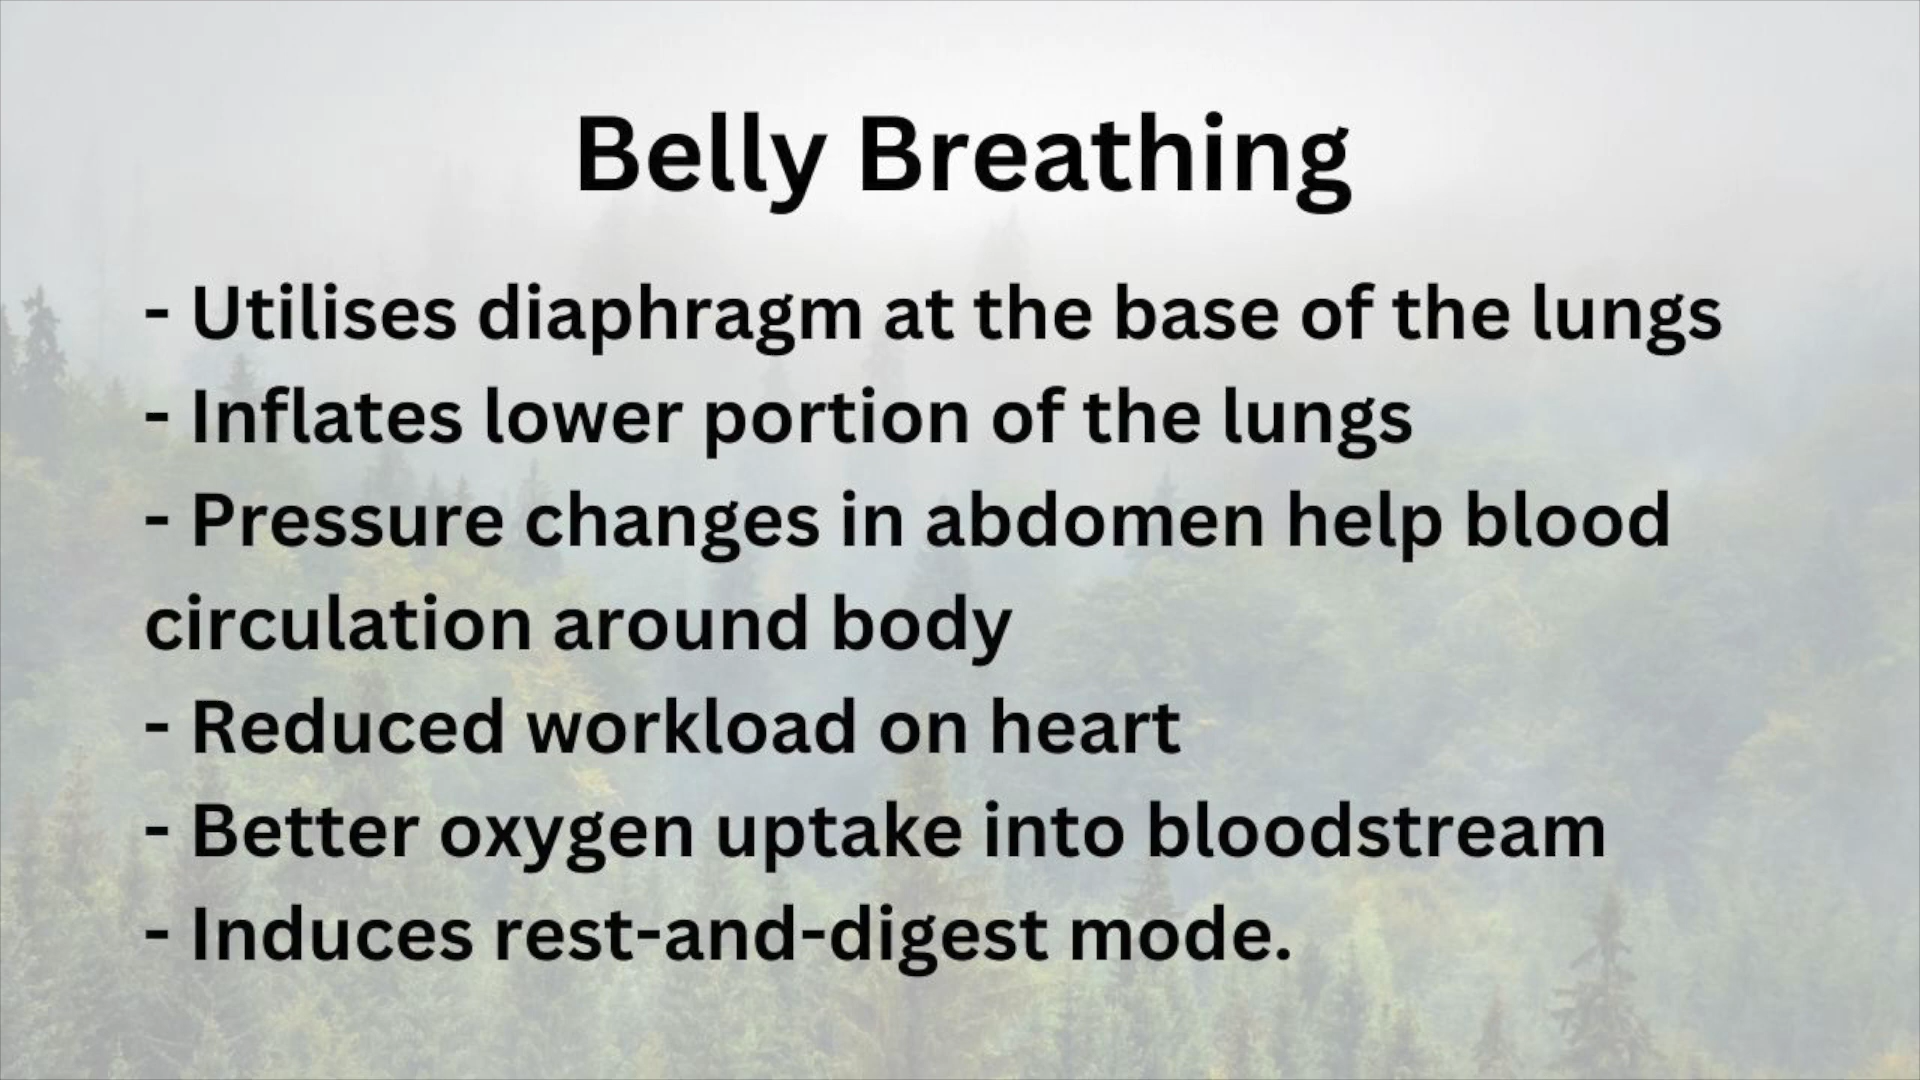 Belly Breathing
- Utilises diaphragm at the base of the lungs
- Inflates lower portion of the lungs
- Pressure changes in abdomen help blood
circulation around body
- Reduced workload on heart
- Better oxygen uptake into bloodstream
- Induces rest-and-digest mode.